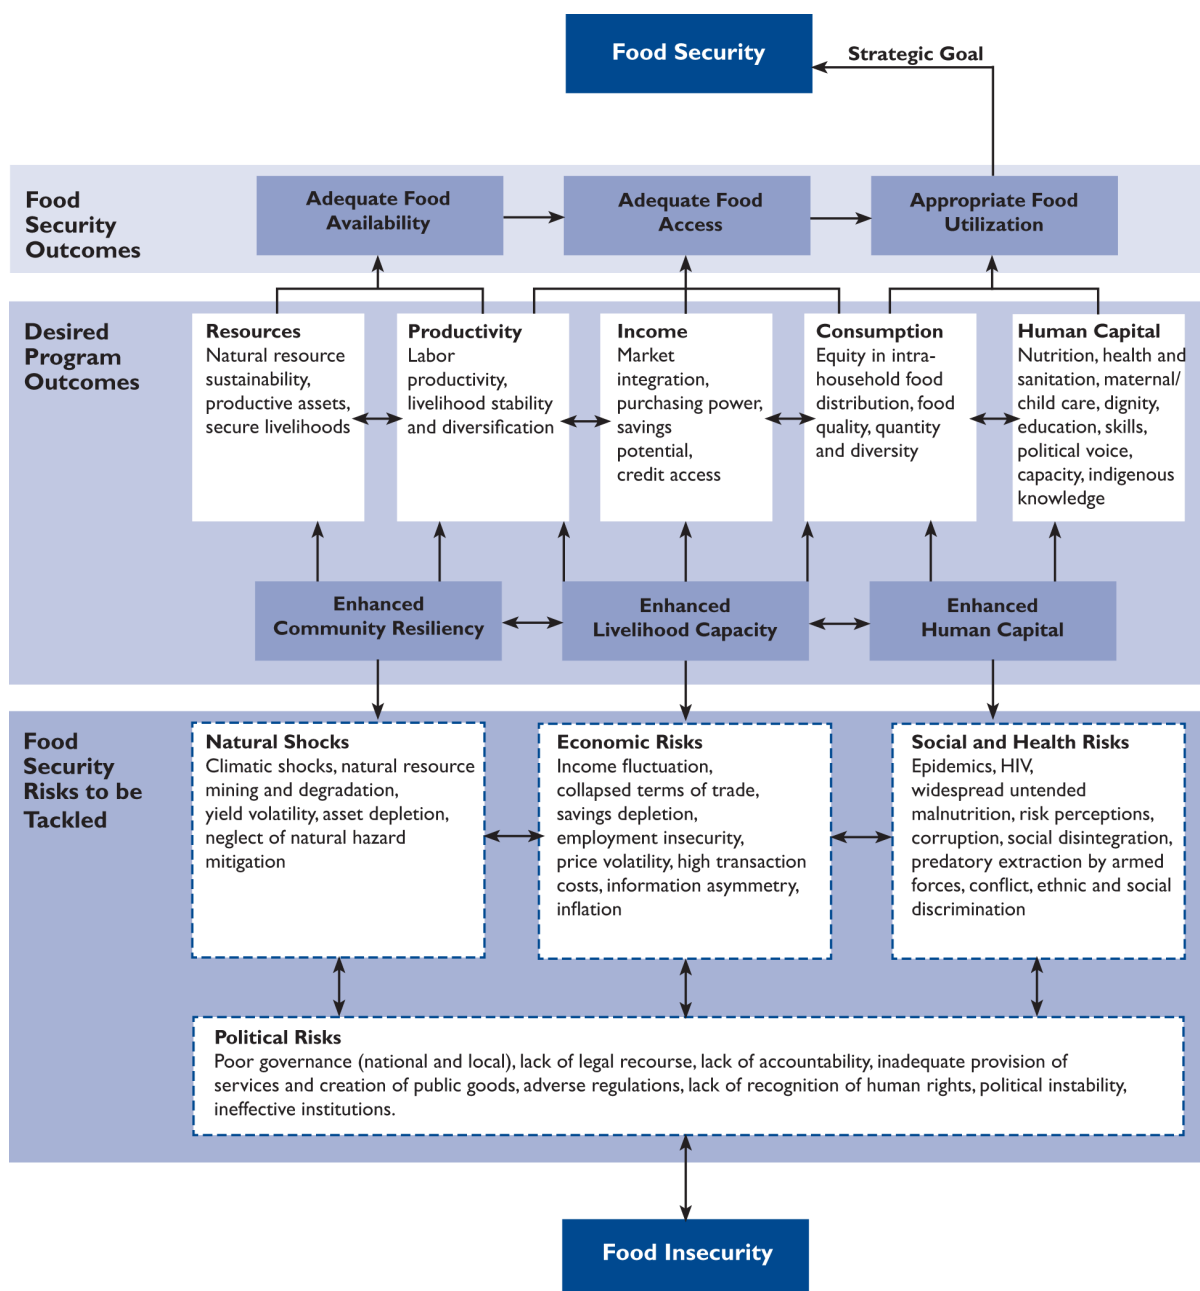 Food Security
Strategic Goal
Food
Security
Outcomes
Adequate Food
Availability
Adequate Food
Access
Appropriate Food
Utilization
Desired
Program
Outcomes
Resources
Natural resource
sustainability,
productive assets,
secure livelihoods
Productivity
Labor
productivity,
livelihood stability
and diversification
Income
Market
integration,
purchasing power,
savings
potential,
credit access
Consumption
Equity in intra-
household food
distribution, food
quality, quantity
and diversity
Human Capital
Nutrition, health and
sanitation, maternal/
child care, dignity,
education, skills,
political voice,
capacity, indigenous
knowledge
Enhanced
Community Resiliency
Enhanced
Livelihood Capacity
Enhanced
Human Capital
Food
Security
Risks to be
Tackled
Natural Shocks
Climatic shocks, natural resource
mining and degradation,
yield volatility, asset depletion,
neglect of natural hazard
mitigation
Economic Risks
Income fluctuation,
collapsed terms of trade,
savings depletion,
employment insecurity,
price volatility, high transaction
costs, information asymmetry,
inflation
Social and Health Risks
Epidemics, HIV,
widespread untended
malnutrition, risk perceptions,
corruption, social disintegration,
predatory extraction by armed
forces, conflict, ethnic and social
discrimination
Political Risks
Poor governance (national and local), lack of legal recourse, lack of accountability, inadequate provision of
services and creation of public goods, adverse regulations, lack of recognition of human rights, political instability,
ineffective institutions.
Food Insecurity